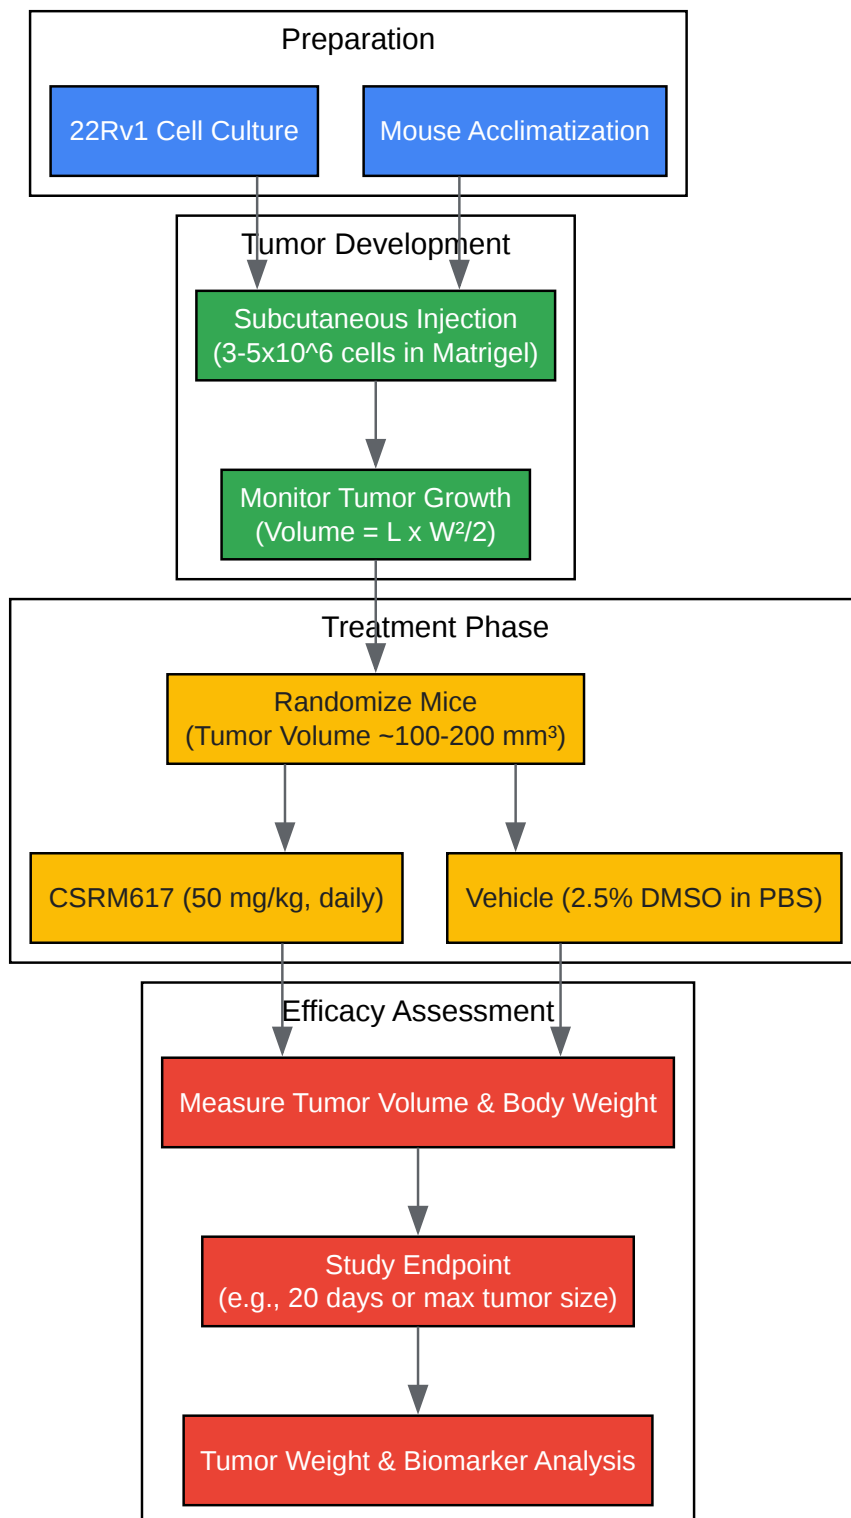 Preparation
22Rv1 Cell Culture
Mouse Acclimatization
Tumor Development
Subcutaneous Injection
(3-5x10^6 cells in Matrigel)
Monitor Tumor Growth
(Volume = L x W²/2)
Treatment Phase
Randomize Mice
(Tumor Volume ~100-200 mm³)
CSRM617 (50 mg/kg, daily)
Vehicle (2.5% DMSO in PBS)
Efficacy Assessment
Measure Tumor Volume & Body Weight
Study Endpoint
(e.g., 20 days or max tumor size)
Tumor Weight & Biomarker Analysis